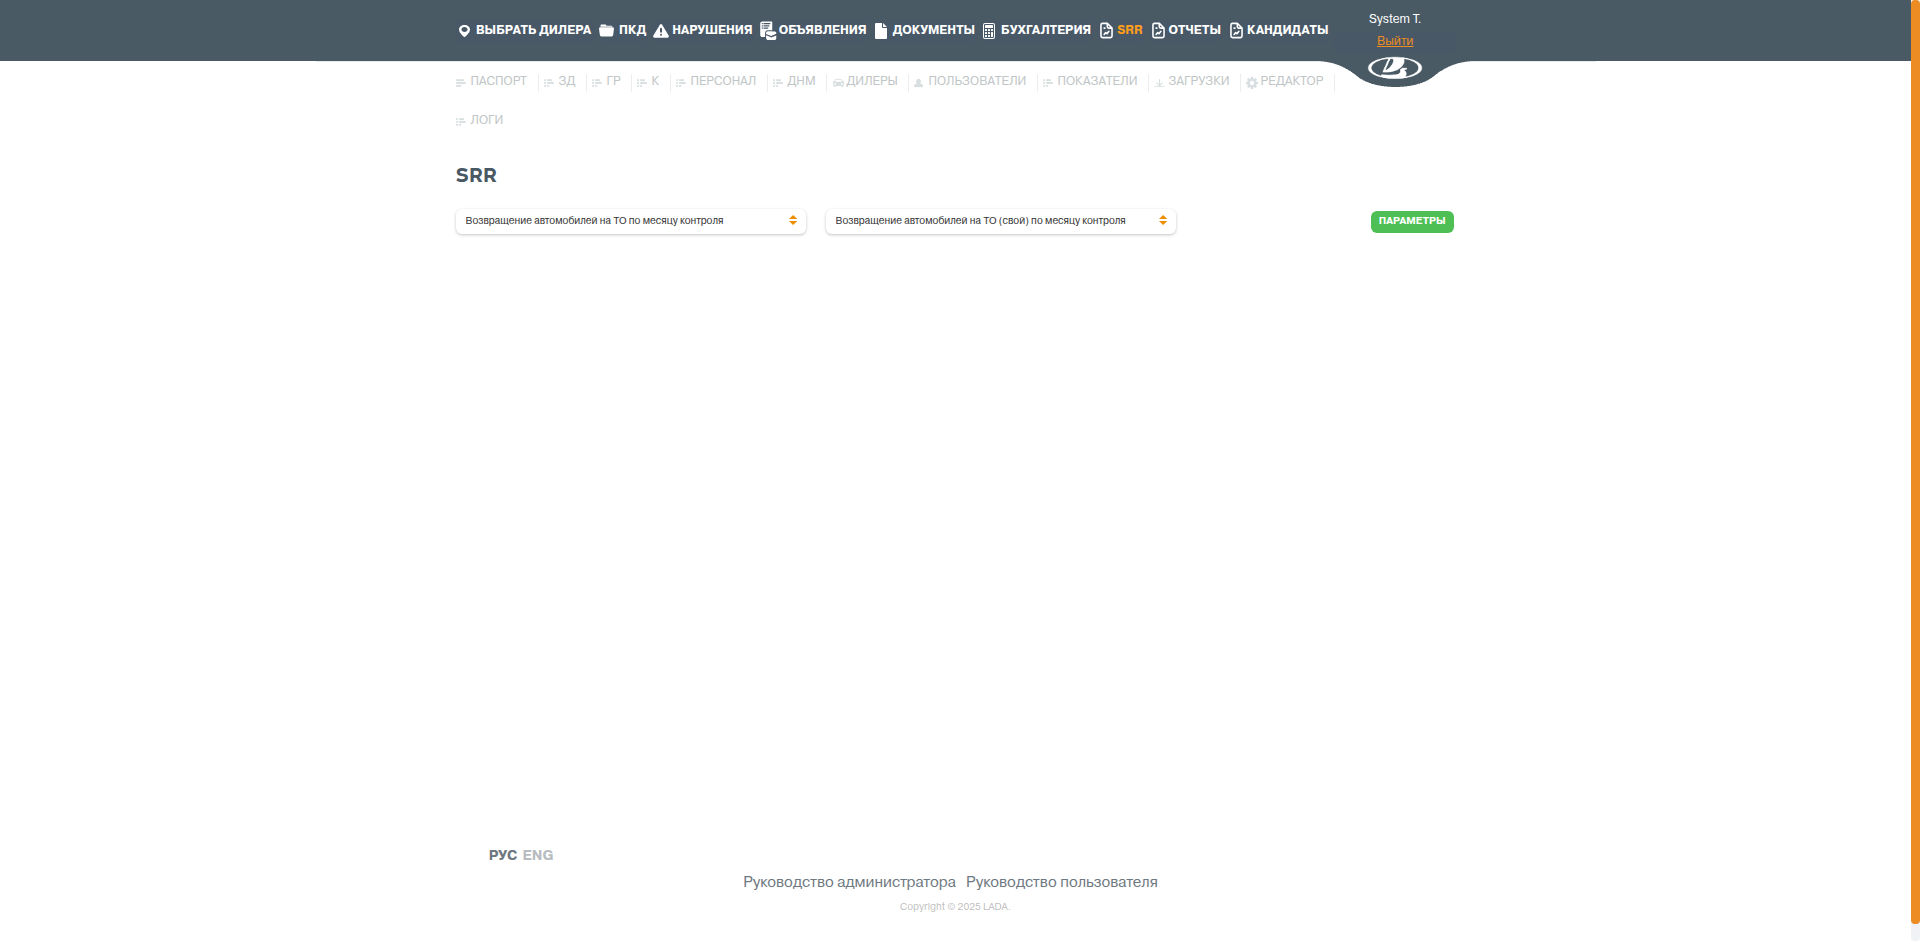 ВЫБРАТЬ ДИЛЕРА ПКД НАРУШЕНИЯ ОБЪЯВЛЕНИЯ ДОКУМЕНТЫ БУХГАЛТЕРИЯ SRR ОТЧЕТЫ КАНДИДАТЫ
System T.
Выйти
ПАСПОРТ ЗД ГР К ПЕРСОНАЛ ДНМ ДИЛЕРЫ ПОЛЬЗОВАТЕЛИ ПОКАЗАТЕЛИ ЗАГРУЗКИ РЕДАКТОР
ЛОГИ
SRR
Возвращение автомобилей на ТО по месяцу контроля
Возвращение автомобилей на ТО (свой) по месяцу контроля
ПАРАМЕТРЫ
РУС ENG
Руководство администратора Руководство пользователя
Copyright © 2025 LADA.